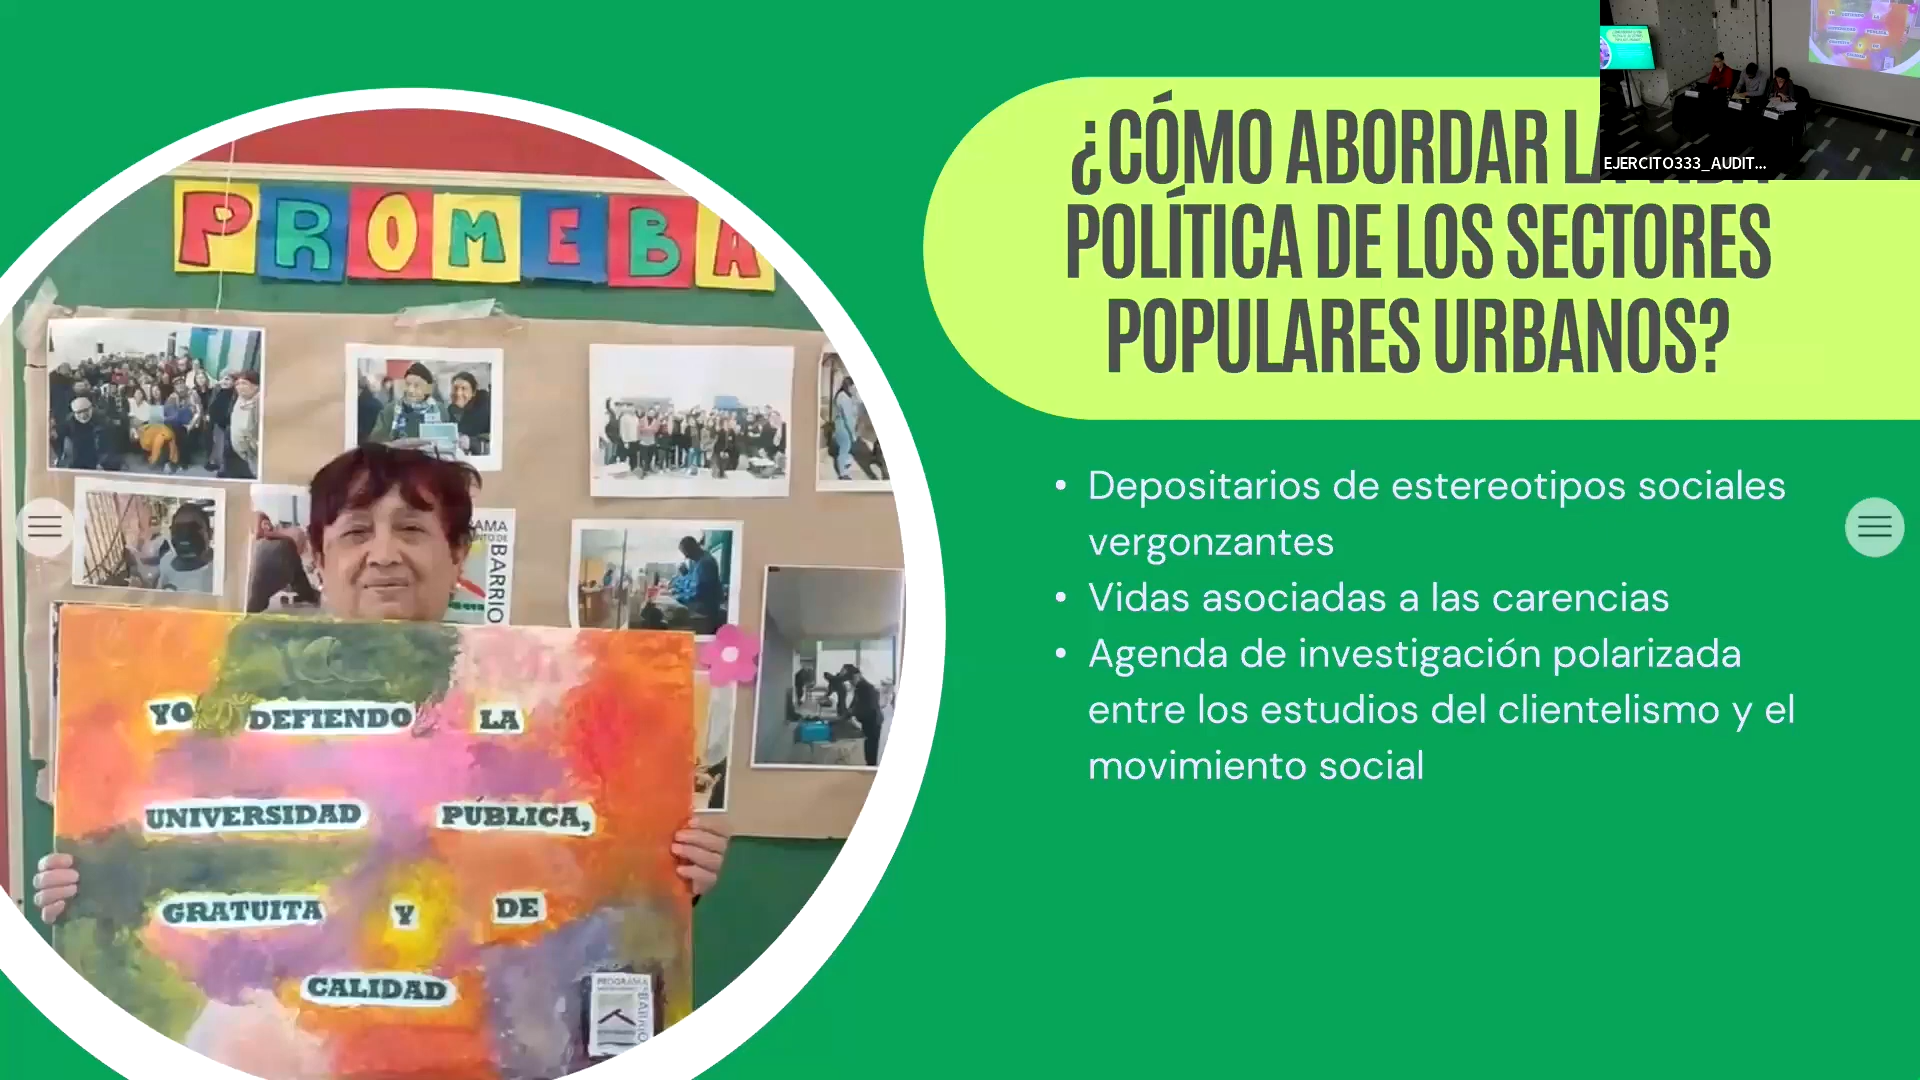 ¿CÓMO ABORDAR LA
POLÍTICA DE LOS SECTORES
POPULARES URBANOS?
EJERCITO333_AUDIT...
• Depositarios de estereotipos sociales
vergonzantes
• Vidas asociadas a las carencias
• Agenda de investigación polarizada
entre los estudios del clientelismo y el
movimiento social
PROMEBA
BARRIO
YO DEFIENDO LA
UNIVERSIDAD PÚBLICA,
GRATUITA Y DE
CALIDAD
PROGRAMA
BARRIO